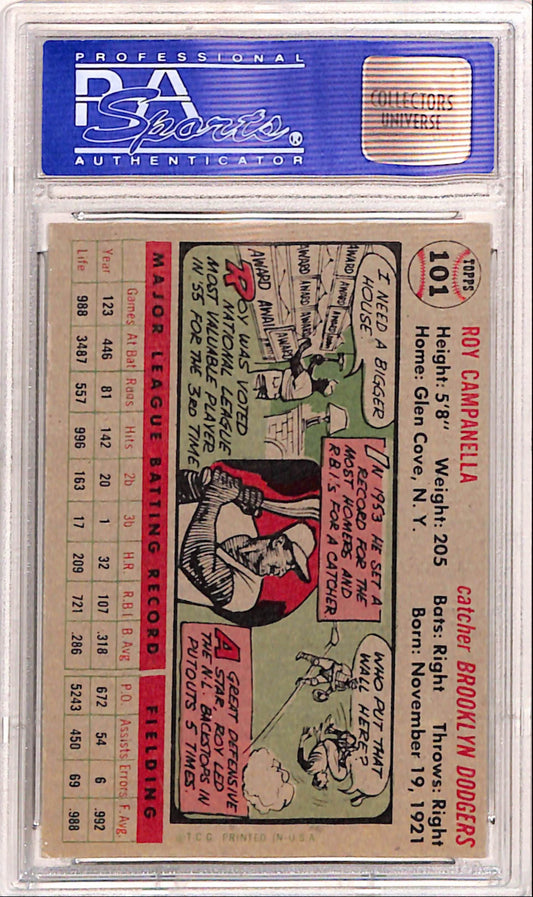 PROFESSIONAL
PSA
Sports®
AUTHENTICATOR
COLLECTORS
UNIVERSE
TOPPS
101
ROY CAMPANELLA catcher BROOKLYN DODGERS
Height: 5'8" Weight: 205 Bats: Right Throws: Right
Home: Glen Cove, N. Y. Born: November 19, 1921
I NEED A BIGGER
HOUSE
AWARD
AWARD
AWARD
AWARD
AWARD
ROY WAS VOTED
NATIONAL LEAGUE
MOST VALUABLE PLAYER
IN '55 FOR THE 3RD TIME
IN 1953 HE SET A
RECORD FOR THE
MOST HOMERS AND
R.B.I.'S FOR A CATCHER
WHO PUT THAT
WALL HERE?
A GREAT DEFENSIVE
STAR, ROY LED
THE N.L. BACKSTOPS IN
PUTOUTS 5 TIMES
©T.C.G. PRINTED IN U.S.A.
MAJOR LEAGUE BATTING RECORD FIELDING
Games At Bat Runs Hits 2b 3b H.R. R.B.I. B. Avg. P.O. Assists Errors F. Avg.
Year 123 446 81 142 20 1 32 107 .318 672 54 6 .992
Life 988 3487 557 996 163 17 209 721 .286 5243 450 69 .988